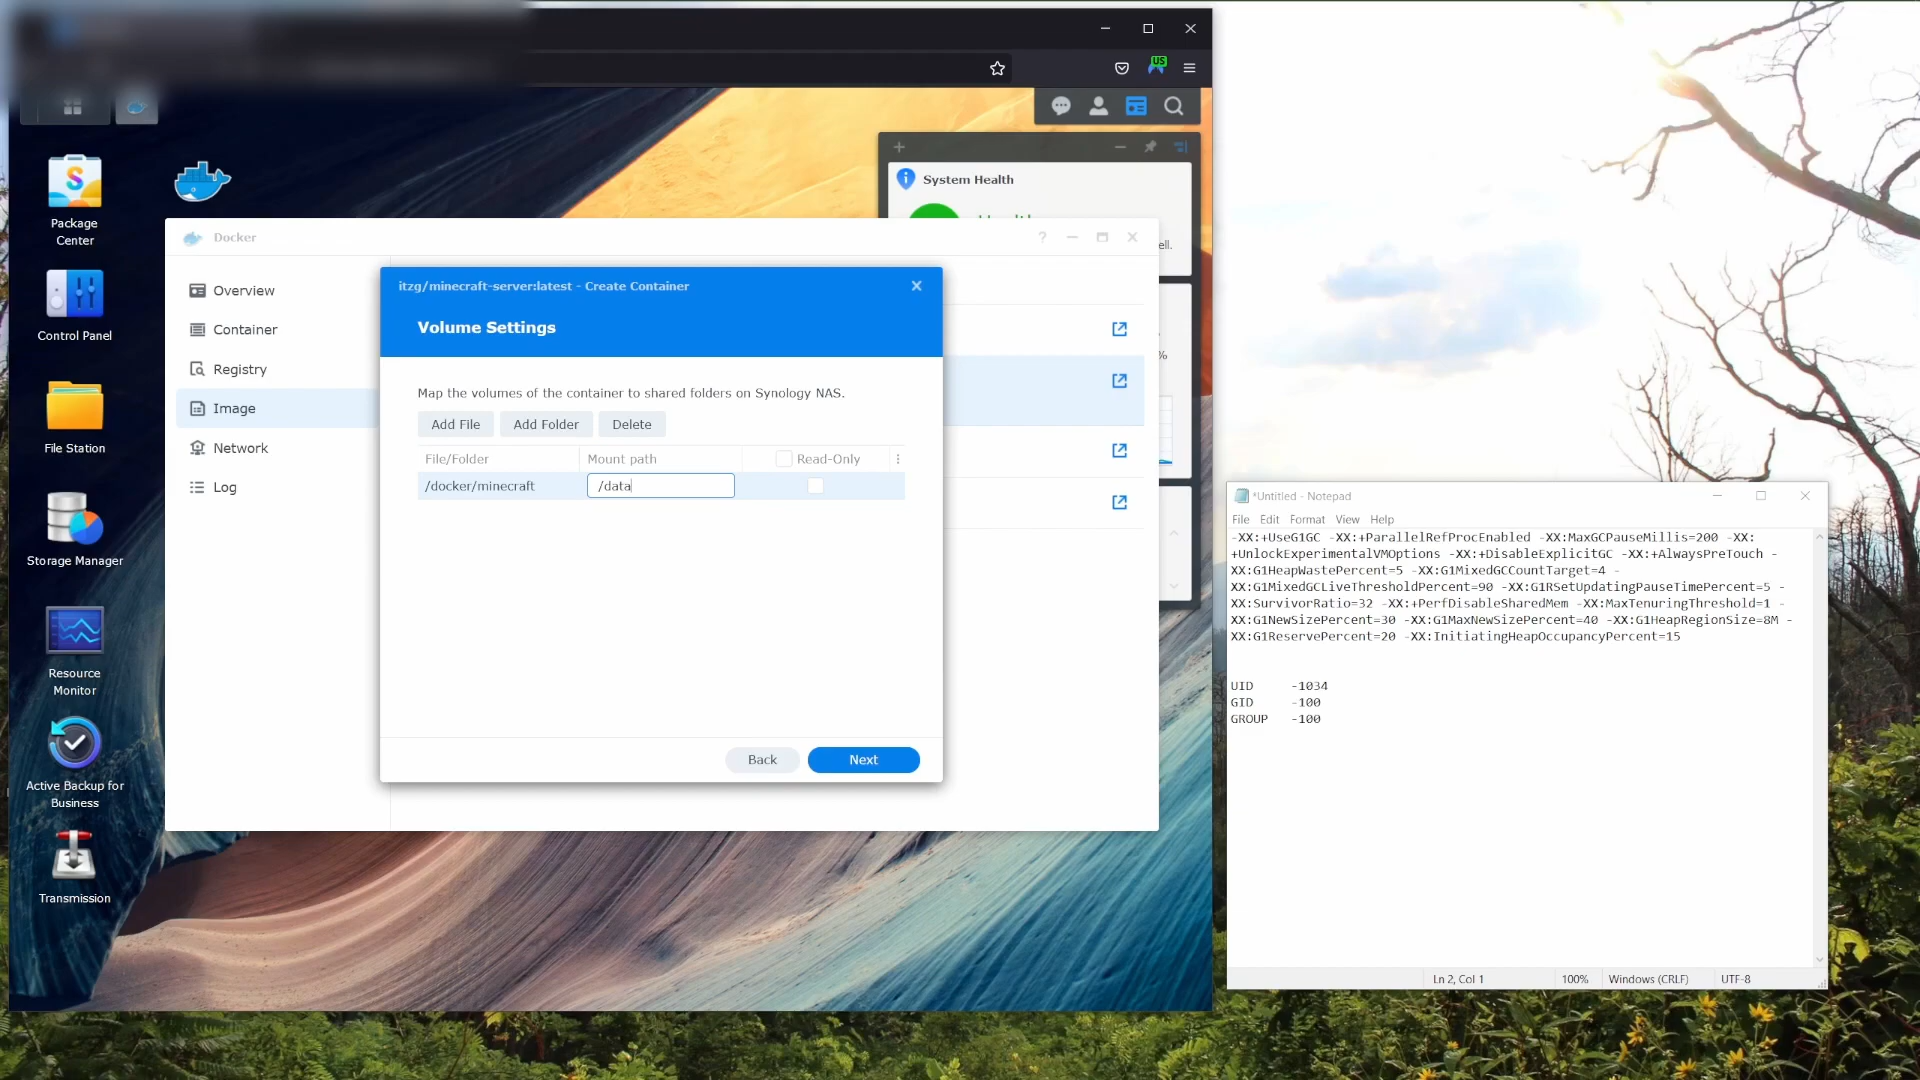 US
Package
Center
Control Panel
File Station
Storage Manager
Resource
Monitor
Active Backup for
Business
Transmission
System Health
ell.
%
Docker
?
Overview
Container
Registry
Image
Network
Log
itzg/minecraft-server:latest - Create Container
Volume Settings
Map the volumes of the container to shared folders on Synology NAS.
Add File
Add Folder
Delete
File/Folder
Mount path
Read-Only
/docker/minecraft
/data
Back
Next
*Untitled - Notepad
File Edit Format View Help
-XX:+UseG1GC -XX:+ParallelRefProcEnabled -XX:MaxGCPauseMillis=200 -XX:
+UnlockExperimentalVMOptions -XX:+DisableExplicitGC -XX:+AlwaysPreTouch -
XX:G1HeapWastePercent=5 -XX:G1MixedGCCountTarget=4 -
XX:G1MixedGCLiveThresholdPercent=90 -XX:G1RSetUpdatingPauseTimePercent=5 -
XX:SurvivorRatio=32 -XX:+PerfDisableSharedMem -XX:MaxTenuringThreshold=1 -
XX:G1NewSizePercent=30 -XX:G1MaxNewSizePercent=40 -XX:G1HeapRegionSize=8M -
XX:G1ReservePercent=20 -XX:InitiatingHeapOccupancyPercent=15
UID -1034
GID -100
GROUP -100
Ln 2, Col 1
100%
Windows (CRLF)
UTF-8